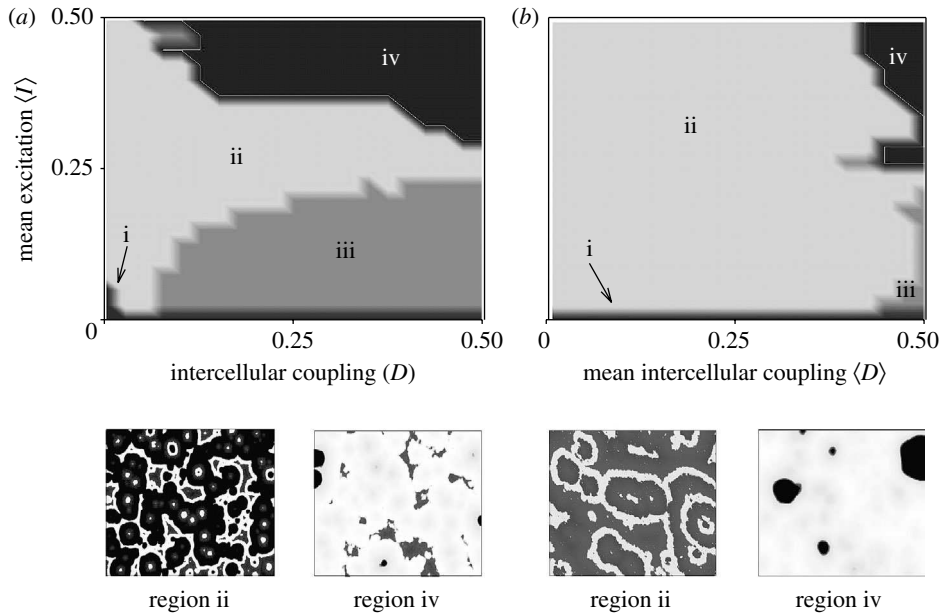 (a)
0.50
0.25
0
mean excitation ⟨I⟩
i
ii
iii
iv
0.25
0.50
intercellular coupling (D)
(b)
i
ii
iii
iv
0
0.25
0.50
mean intercellular coupling ⟨D⟩
region ii
region iv
region ii
region iv